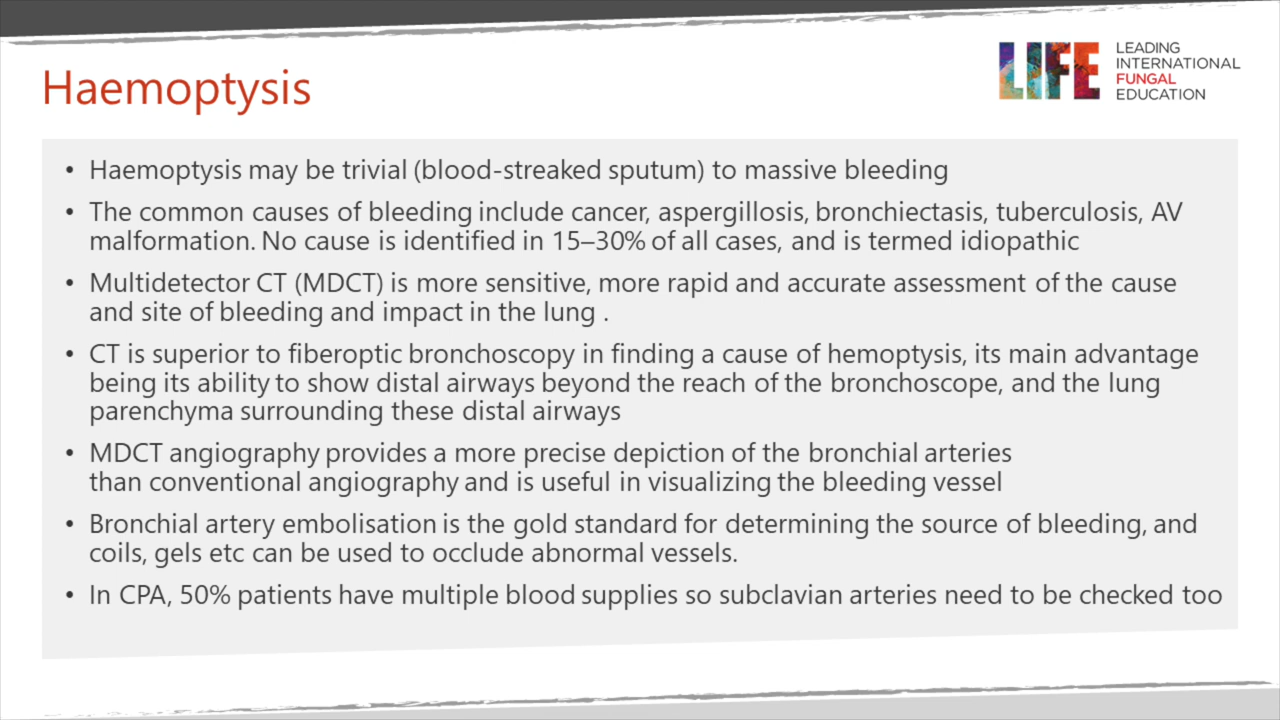 Haemoptysis
LIFE
LEADING
INTERNATIONAL
FUNGAL
EDUCATION
• Haemoptysis may be trivial (blood-streaked sputum) to massive bleeding
• The common causes of bleeding include cancer, aspergillosis, bronchiectasis, tuberculosis, AV
malformation. No cause is identified in 15–30% of all cases, and is termed idiopathic
• Multidetector CT (MDCT) is more sensitive, more rapid and accurate assessment of the cause
and site of bleeding and impact in the lung .
• CT is superior to fiberoptic bronchoscopy in finding a cause of hemoptysis, its main advantage
being its ability to show distal airways beyond the reach of the bronchoscope, and the lung
parenchyma surrounding these distal airways
• MDCT angiography provides a more precise depiction of the bronchial arteries
than conventional angiography and is useful in visualizing the bleeding vessel
• Bronchial artery embolisation is the gold standard for determining the source of bleeding, and
coils, gels etc can be used to occlude abnormal vessels.
• In CPA, 50% patients have multiple blood supplies so subclavian arteries need to be checked too